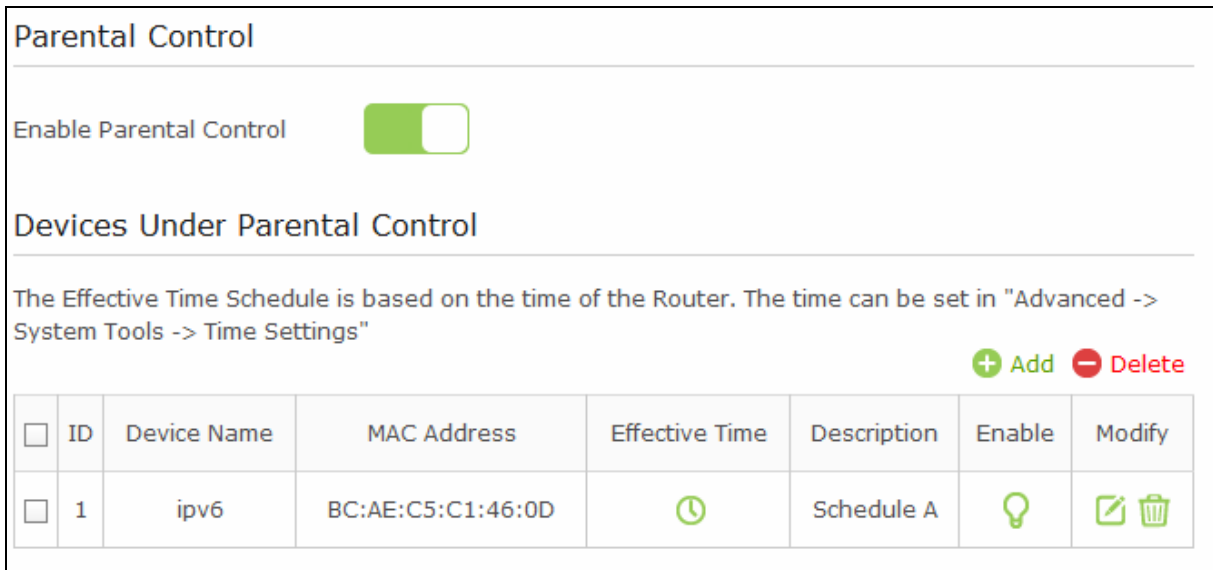 Parental Control
Enable Parental Control
Devices Under Parental Control
The Effective Time Schedule is based on the time of the Router. The time can be set in "Advanced ->
System Tools -> Time Settings"
Add Delete
ID Device Name MAC Address Effective Time Description Enable Modify
1 ipv6 BC:AE:C5:C1:46:0D Schedule A